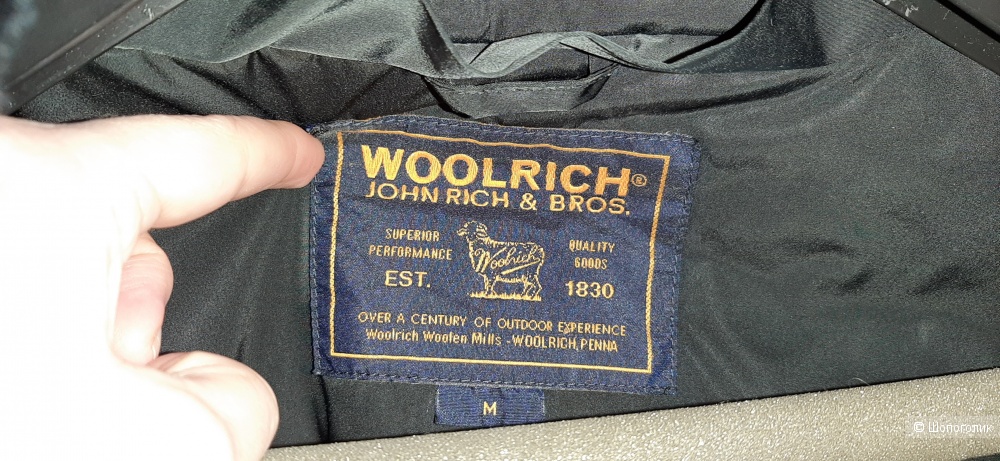 WOOLRICH®
JOHN RICH & BROS.
SUPERIOR
PERFORMANCE
QUALITY
GOODS
Woolrich
EST.
1830
OVER A CENTURY OF OUTDOOR EXPERIENCE
Woolrich Woolen Mills - WOOLRICH, PENNA
M
© Шопоголик